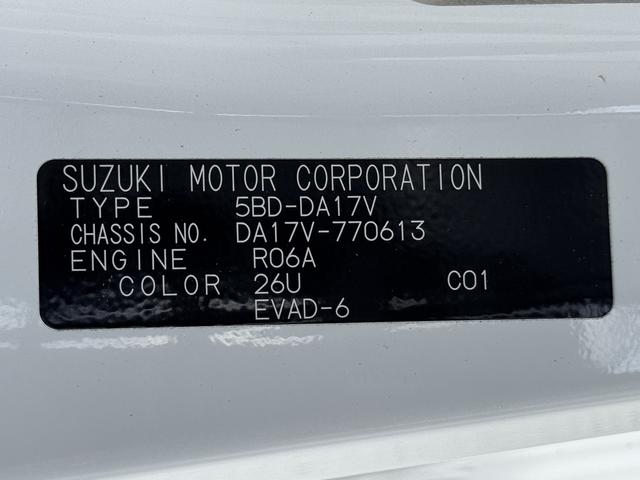 SUZUKI MOTOR CORPORATION
TYPE 5BD-DA17V
CHASSIS NO. DA17V-770613
ENGINE R06A
COLOR 26U C01
EVAD-6